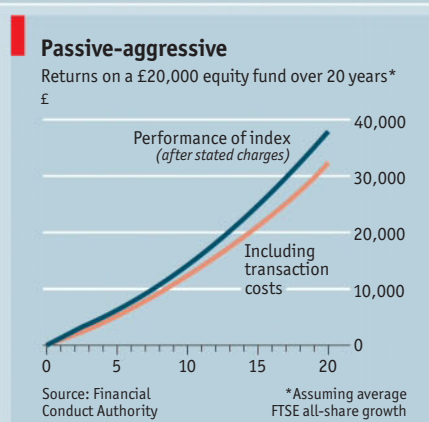 Passive-aggressive
Returns on a £20,000 equity fund over 20 years*
£
40,000
Performance of index
(after stated charges)
30,000
20,000
Including
transaction
costs
10,000
0
0 5 10 15 20
Source: Financial
Conduct Authority
*Assuming average
FTSE all-share growth